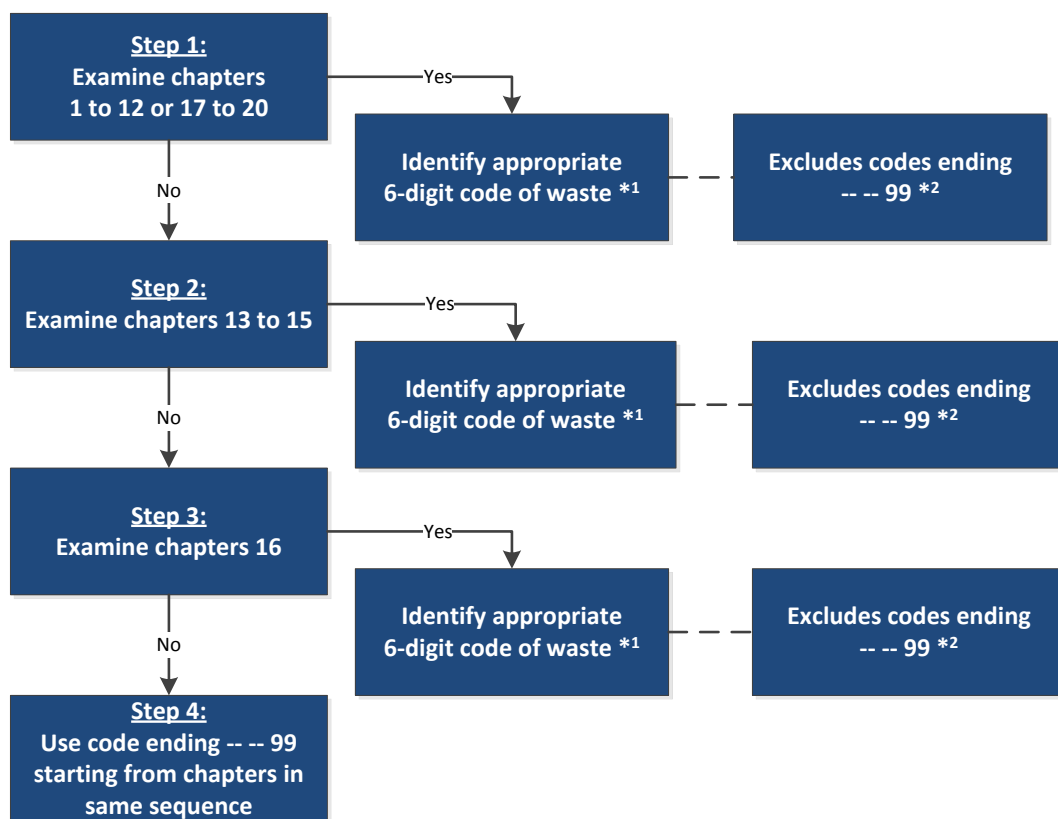 Step 1:
Examine chapters
1 to 12 or 17 to 20
Yes
Identify appropriate
6-digit code of waste *1
Excludes codes ending
-- -- 99 *2
No
Step 2:
Examine chapters 13 to 15
Yes
Identify appropriate
6-digit code of waste *1
Excludes codes ending
-- -- 99 *2
No
Step 3:
Examine chapters 16
Yes
Identify appropriate
6-digit code of waste *1
Excludes codes ending
-- -- 99 *2
No
Step 4:
Use code ending -- -- 99
starting from chapters in
same sequence